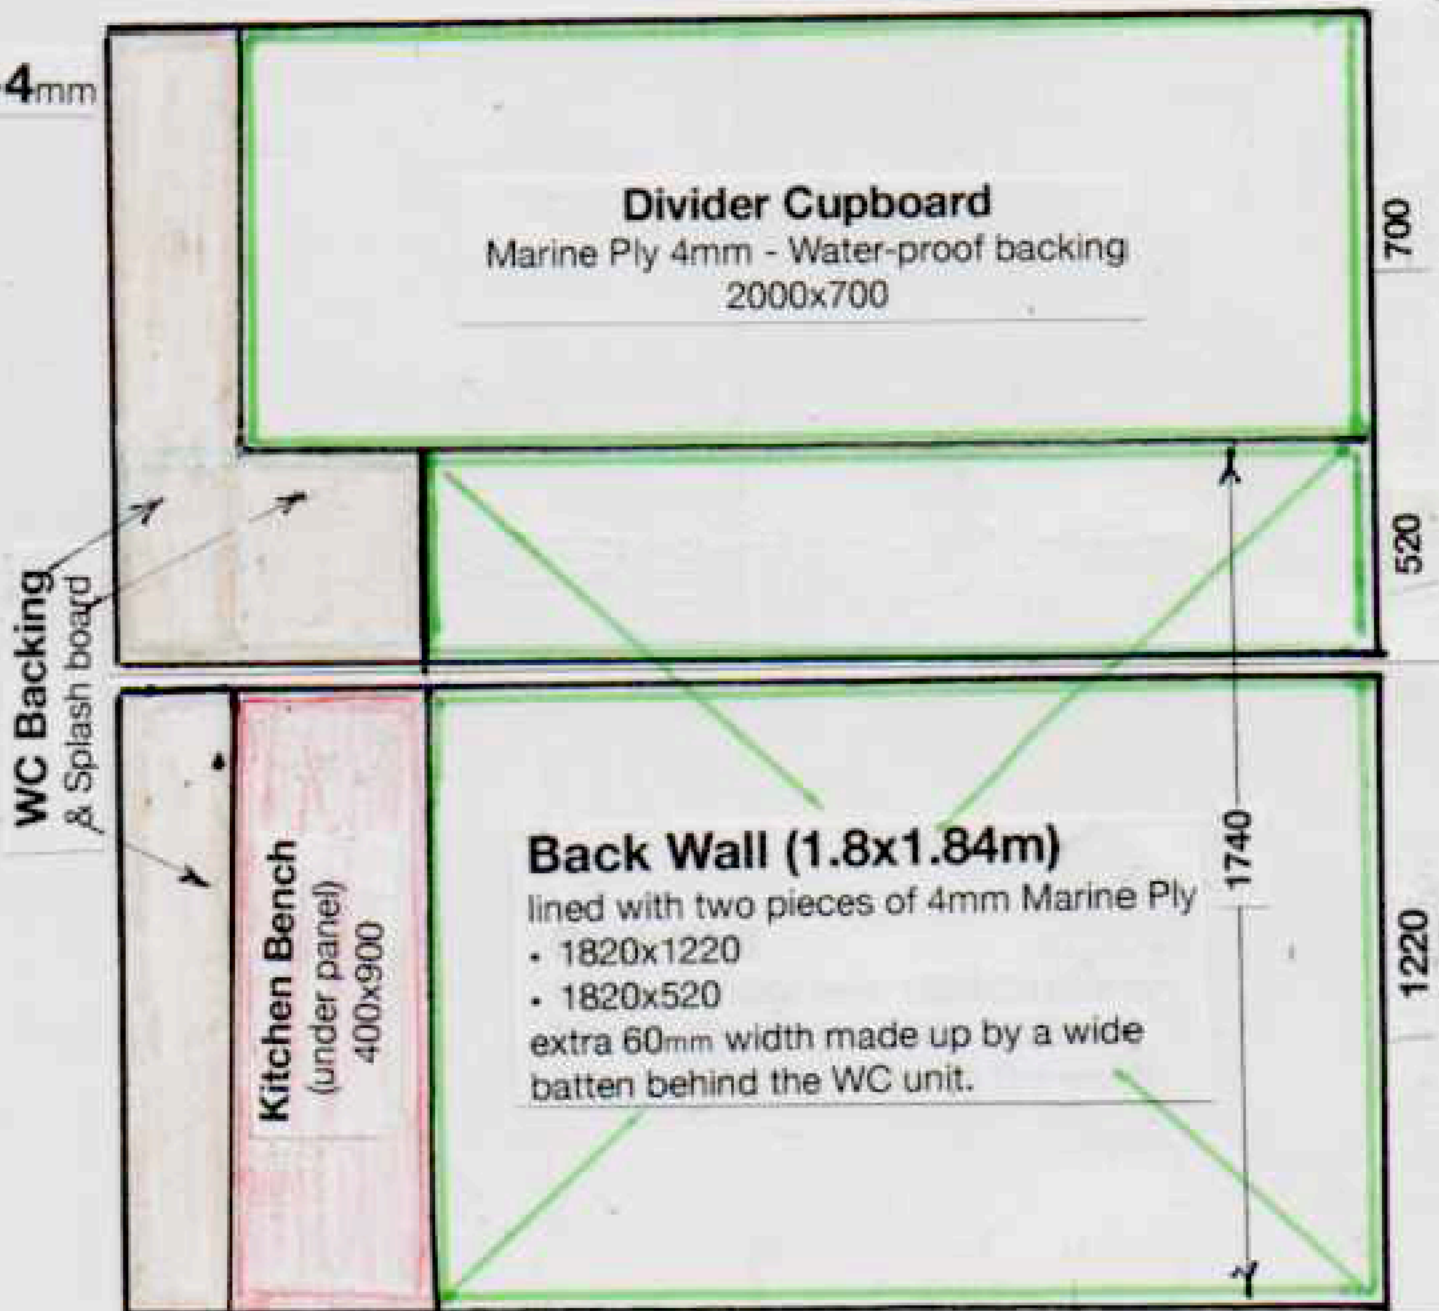 4mm
Divider Cupboard
Marine Ply 4mm - Water-proof backing
2000x700
700
520
WC Backing
& Splash board
Kitchen Bench
(under panel)
400x900
Back Wall (1.8x1.84m)
lined with two pieces of 4mm Marine Ply
• 1820x1220
• 1820x520
extra 60mm width made up by a wide
batten behind the WC unit.
1740
1220